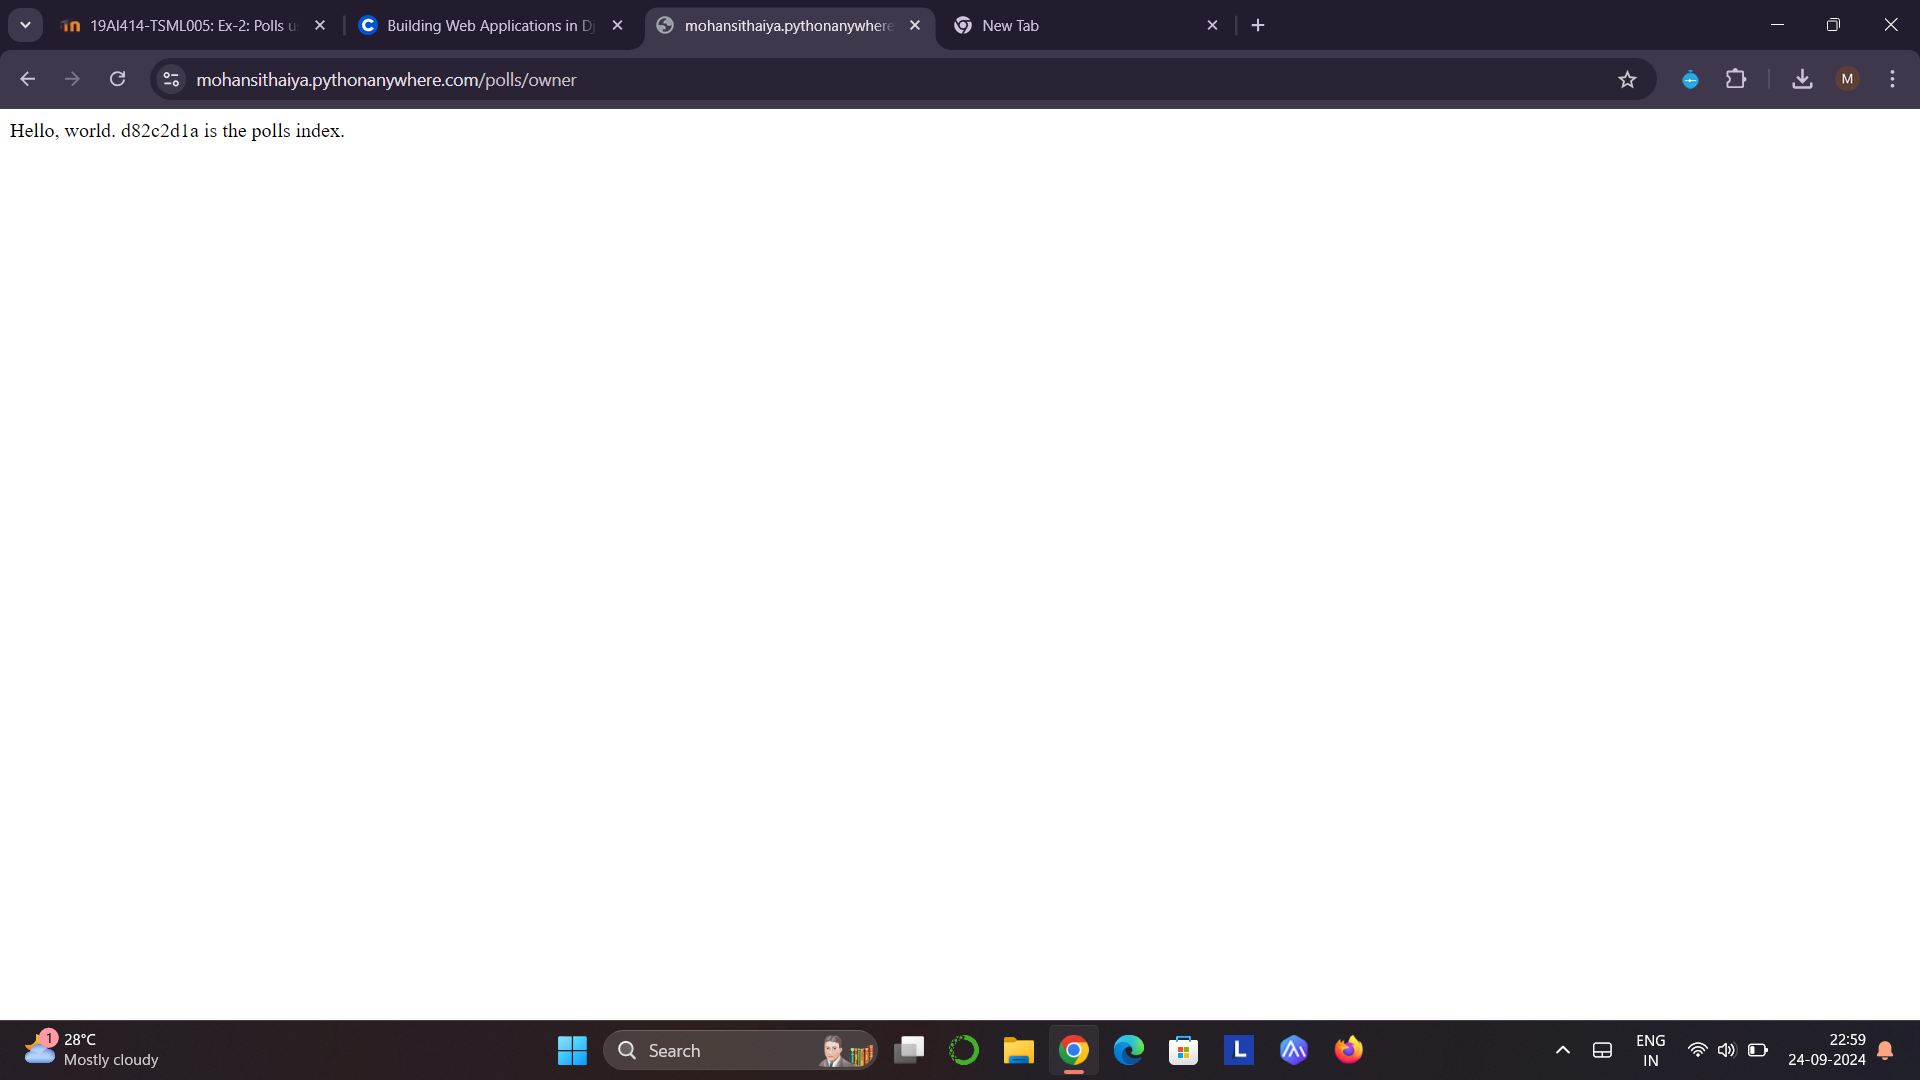 19AI414-TSML005: Ex-2: Polls u
Building Web Applications in Dj
mohansithaiya.pythonanywhere
New Tab
mohansithaiya.pythonanywhere.com/polls/owner
M
Hello, world. d82c2d1a is the polls index.
1
28°C
Mostly cloudy
Search
L
ENG
IN
22:59
24-09-2024